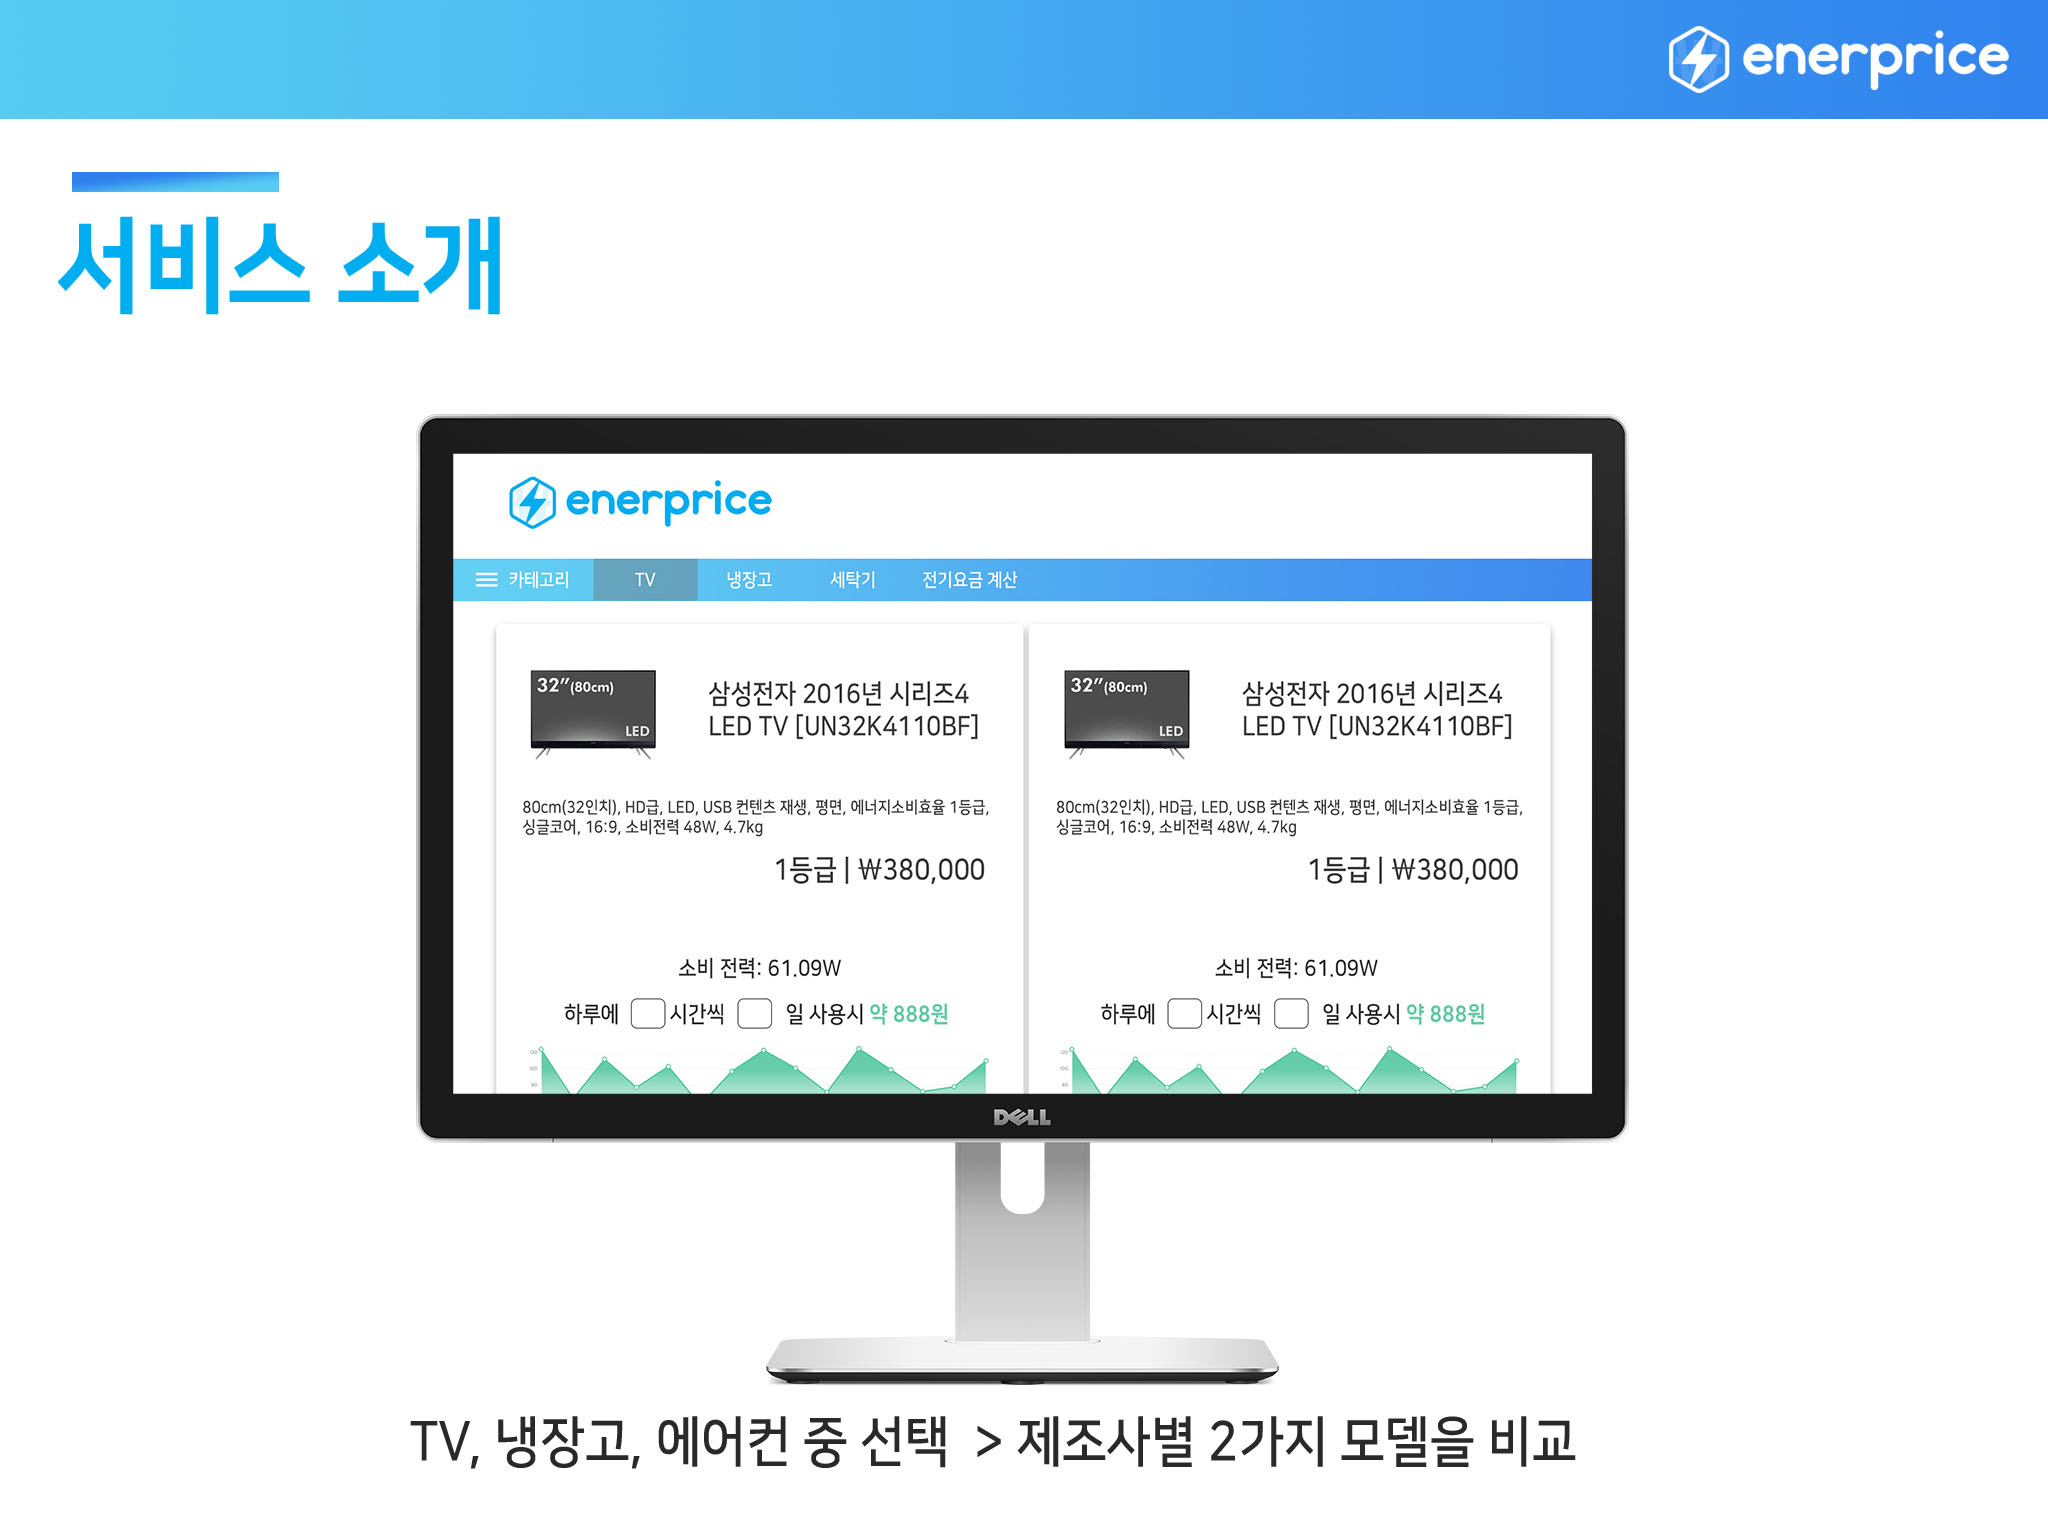 enerprice
서비스 소개
enerprice
카테고리 TV 냉장고 세탁기 전기요금 계산
32″(80cm)
LED
삼성전자 2016년 시리즈4
LED TV [UN32K4110BF]
80cm(32인치), HD급, LED, USB 컨텐츠 재생, 평면, 에너지소비효율 1등급,
싱글코어, 16:9, 소비전력 48W, 4.7kg
1등급 | ₩380,000
소비 전력: 61.09W
하루에 시간씩 일 사용시 약 888원
120
100
80
32″(80cm)
LED
삼성전자 2016년 시리즈4
LED TV [UN32K4110BF]
80cm(32인치), HD급, LED, USB 컨텐츠 재생, 평면, 에너지소비효율 1등급,
싱글코어, 16:9, 소비전력 48W, 4.7kg
1등급 | ₩380,000
소비 전력: 61.09W
하루에 시간씩 일 사용시 약 888원
120
100
80
DELL
TV, 냉장고, 에어컨 중 선택 > 제조사별 2가지 모델을 비교